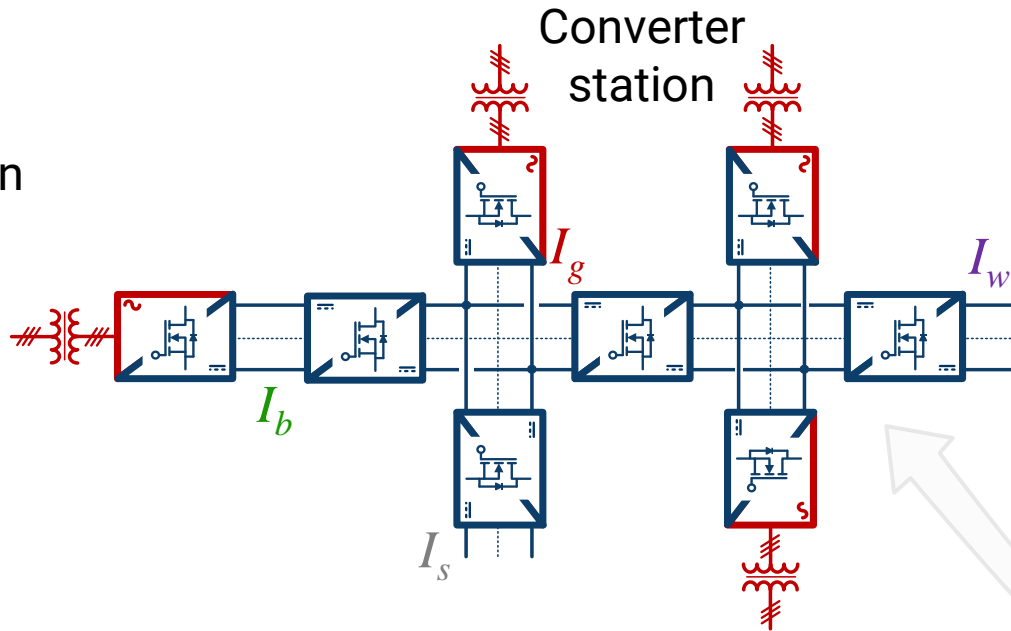 Converter
station
n
I_g
I_w
I_b
I_s